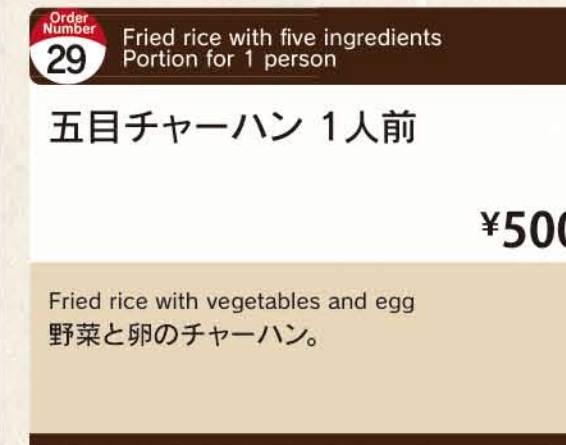 Order
Number
29
Fried rice with five ingredients
Portion for 1 person
五目チャーハン 1人前
¥500
Fried rice with vegetables and egg
野菜と卵のチャーハン。